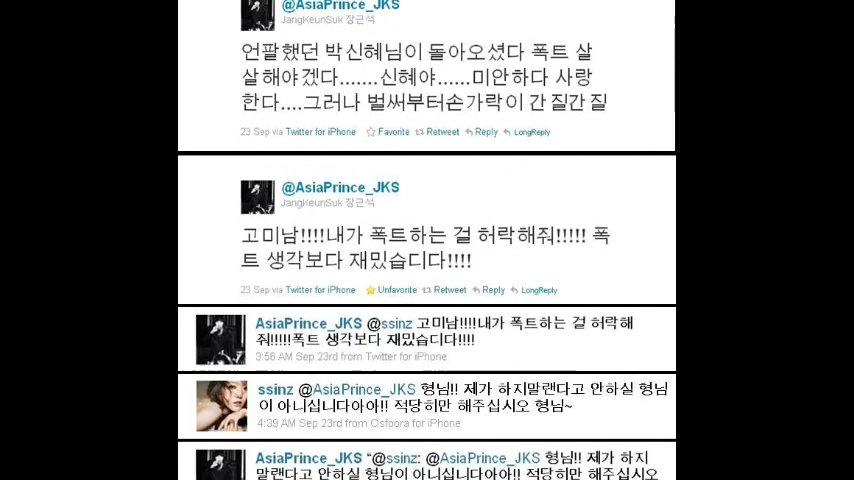 @AsiaPrince_JKS
JangKeunSuk 장근석
언팔했던 박신혜님이 돌아오셨다 폭트 살
살해야겠다.......신혜야......미안하다 사랑
한다....그러나 벌써부터손가락이 간 질간 질
23 Sep via Twitter for iPhone Favorite Retweet Reply LongReply
@AsiaPrince_JKS
JangKeunSuk 장근석
고미남!!!!내가 폭트하는 걸 허락해줘!!!!! 폭
트 생각보다 재밌습디다!!!!
23 Sep via Twitter for iPhone Unfavorite Retweet Reply LongReply
AsiaPrince_JKS @ssinz 고미남!!!!내가 폭트하는 걸 허락해
줘!!!!!폭트 생각보다 재밌습디다!!!!
3:56 AM Sep 23rd from Twitter for iPhone
ssinz @AsiaPrince_JKS 형님!! 제가 하지말랜다고 안하실 형님
이 아니십니다아아!! 적당히만 해주십시오 형님~
4:39 AM Sep 23rd from Osfoora for iPhone
AsiaPrince_JKS “@ssinz: @AsiaPrince_JKS 형님!! 제가 하지
말랜다고 안하실 형님이 아니십니다아아!! 적당히만 해주십시오